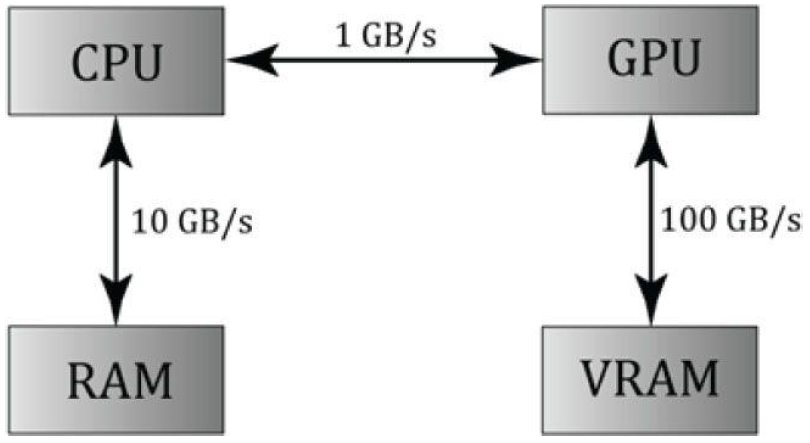 CPU
1 GB/s
GPU
10 GB/s
100 GB/s
RAM
VRAM